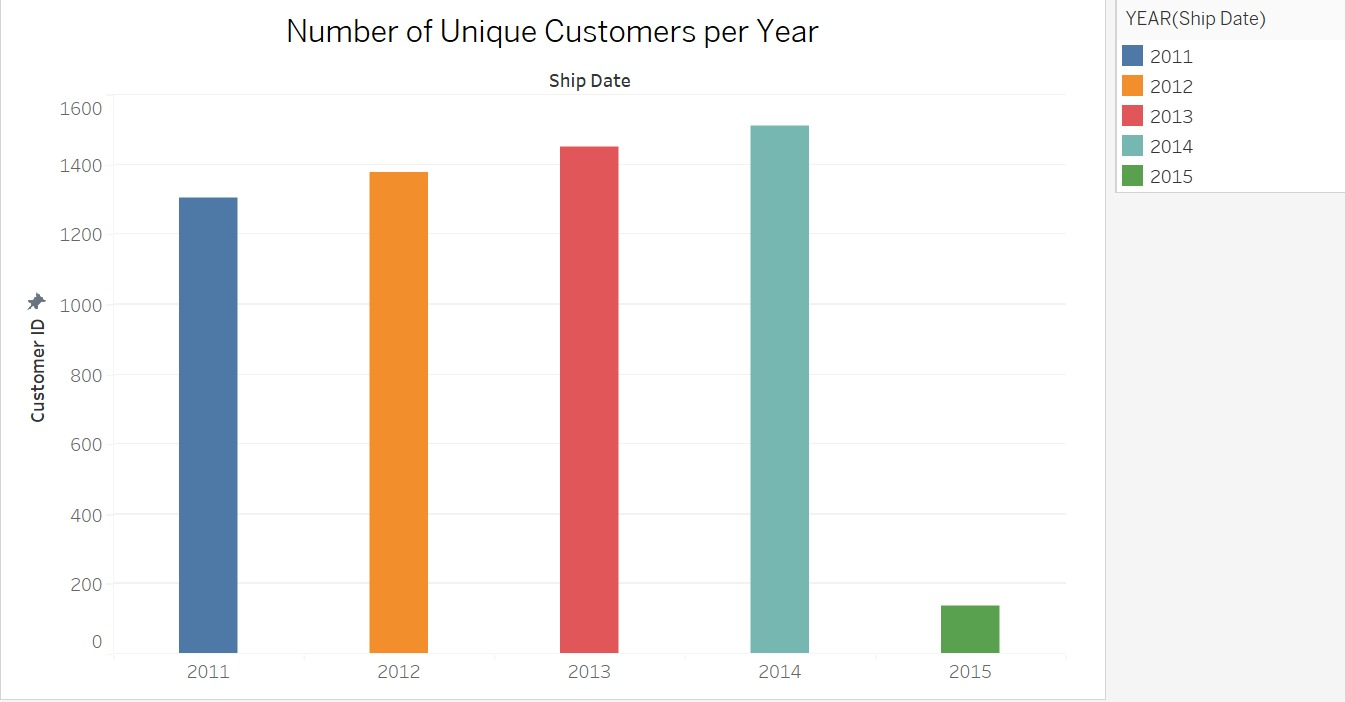 Number of Unique Customers per Year
Ship Date
1600
1400
1200
1000
800
600
400
200
0
Customer ID
2011 2012 2013 2014 2015
YEAR(Ship Date)
2011
2012
2013
2014
2015